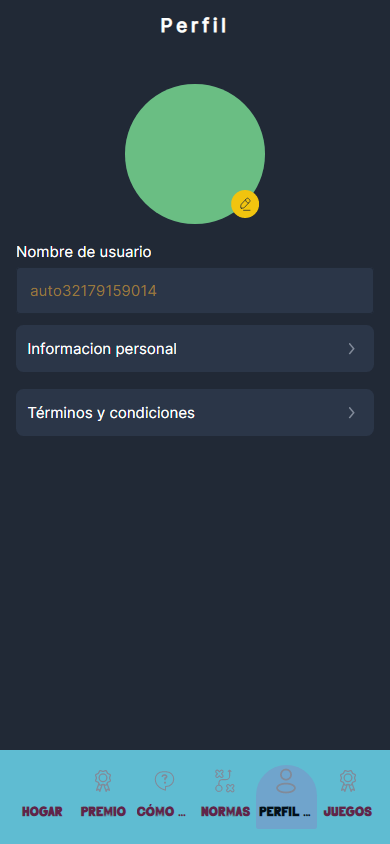 Perfil
Nombre de usuario
auto32179159014
Informacion personal
Términos y condiciones
HOGAR PREMIO CÓMO ... NORMAS PERFIL ... JUEGOS